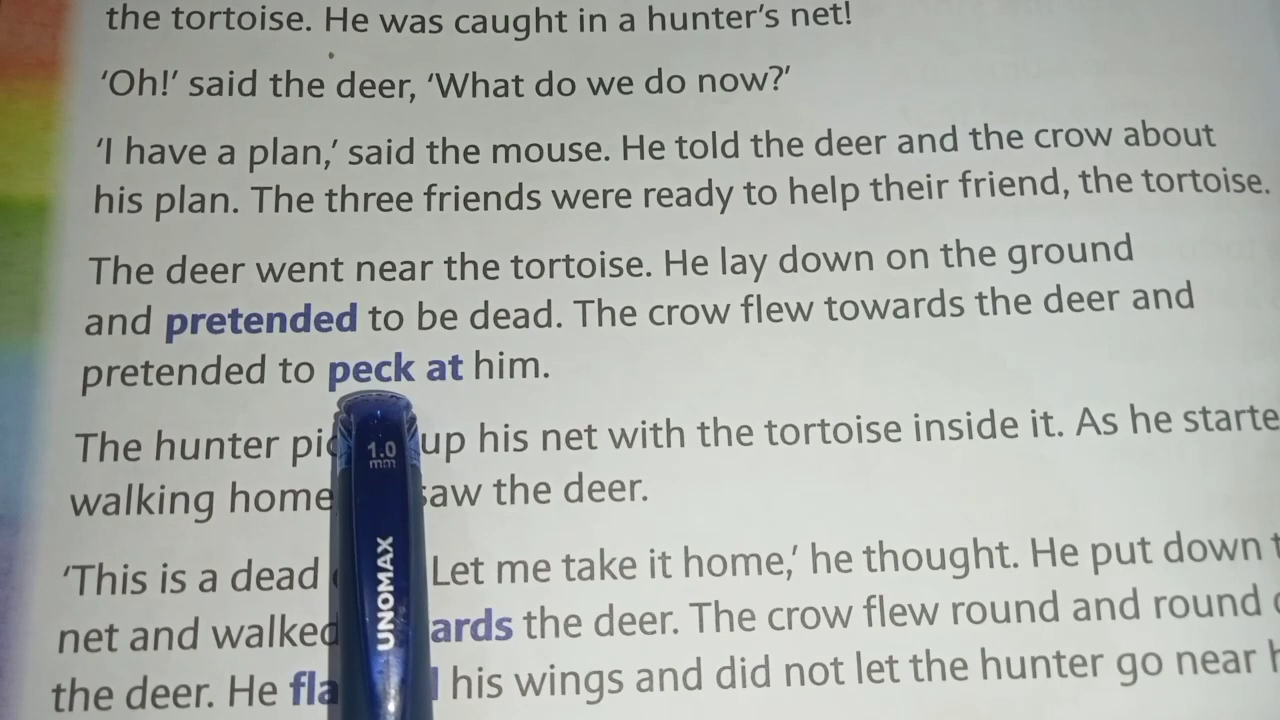 the tortoise. He was caught in a hunter's net!
'Oh!' said the deer, 'What do we do now?'
'I have a plan,' said the mouse. He told the deer and the crow about
his plan. The three friends were ready to help their friend, the tortoise.
The deer went near the tortoise. He lay down on the ground
and pretended to be dead. The crow flew towards the deer and
pretended to peck at him.
The hunter up his net with the tortoise inside it. As he
walking home saw the deer.
'This is a dead Let me take it home,' he thought. He put down
net and walked the deer. The crow flew round and round
the deer. He his wings and did not let the hunter go near
1.0
mm
UNOMAX